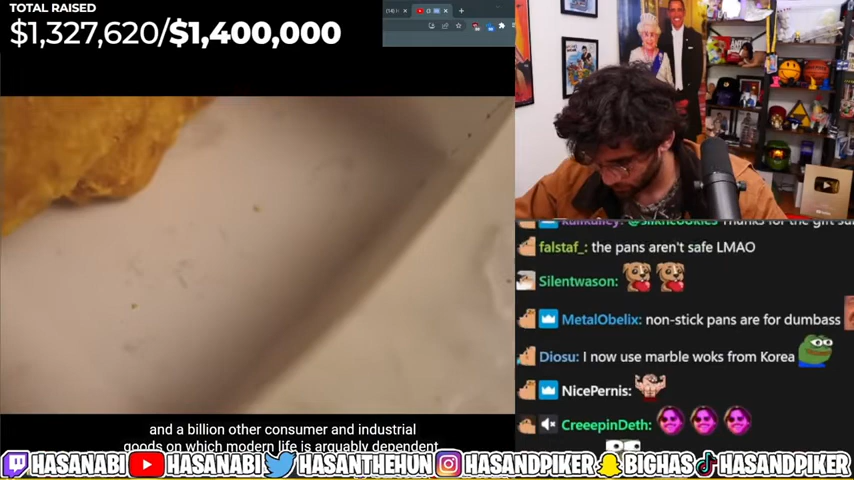 TOTAL RAISED
$1,327,620/$1,400,000
falstaf_: the pans aren't safe LMAO
Silentwason:
MetalObelix: non-stick pans are for dumbass
Diosu: I now use marble woks from Korea
NicePernis:
CreeepinDeth:
and a billion other consumer and industrial
goods on which modern life is arguably dependent
HASANABI HASANABI HASANTHEHUN HASANDPIKER BIGHAS HASANDPIKER